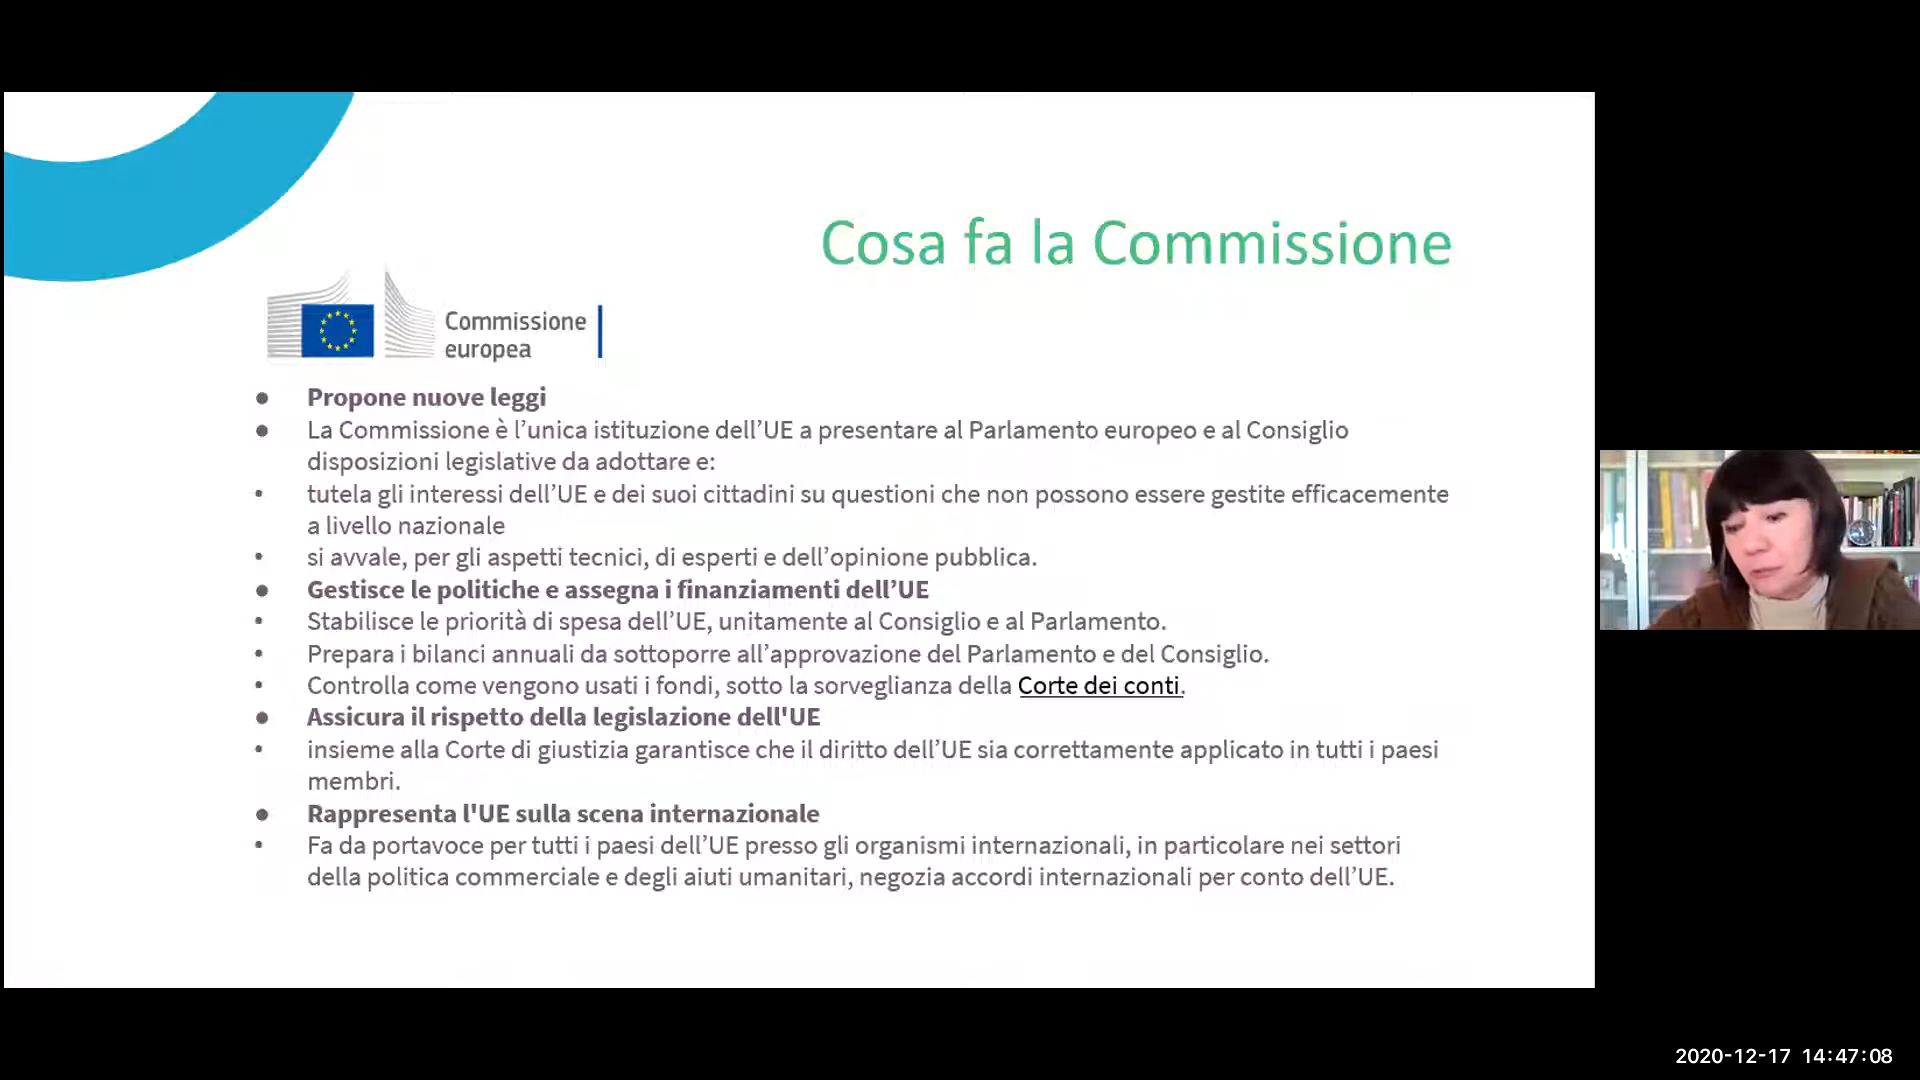 Cosa fa la Commissione
Commissione
europea
● Propone nuove leggi
● La Commissione è l’unica istituzione dell’UE a presentare al Parlamento europeo e al Consiglio
disposizioni legislative da adottare e:
• tutela gli interessi dell’UE e dei suoi cittadini su questioni che non possono essere gestite efficacemente
a livello nazionale
• si avvale, per gli aspetti tecnici, di esperti e dell’opinione pubblica.
● Gestisce le politiche e assegna i finanziamenti dell’UE
• Stabilisce le priorità di spesa dell’UE, unitamente al Consiglio e al Parlamento.
• Prepara i bilanci annuali da sottoporre all’approvazione del Parlamento e del Consiglio.
• Controlla come vengono usati i fondi, sotto la sorveglianza della Corte dei conti.
● Assicura il rispetto della legislazione dell'UE
• insieme alla Corte di giustizia garantisce che il diritto dell’UE sia correttamente applicato in tutti i paesi
membri.
● Rappresenta l'UE sulla scena internazionale
• Fa da portavoce per tutti i paesi dell’UE presso gli organismi internazionali, in particolare nei settori
della politica commerciale e degli aiuti umanitari, negozia accordi internazionali per conto dell’UE.
2020-12-17 14:47:08